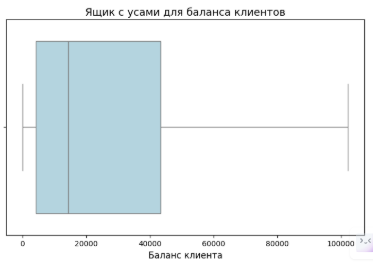 Ящик с усами для баланса клиентов
0 20000 40000 60000 80000 100000
Баланс клиента